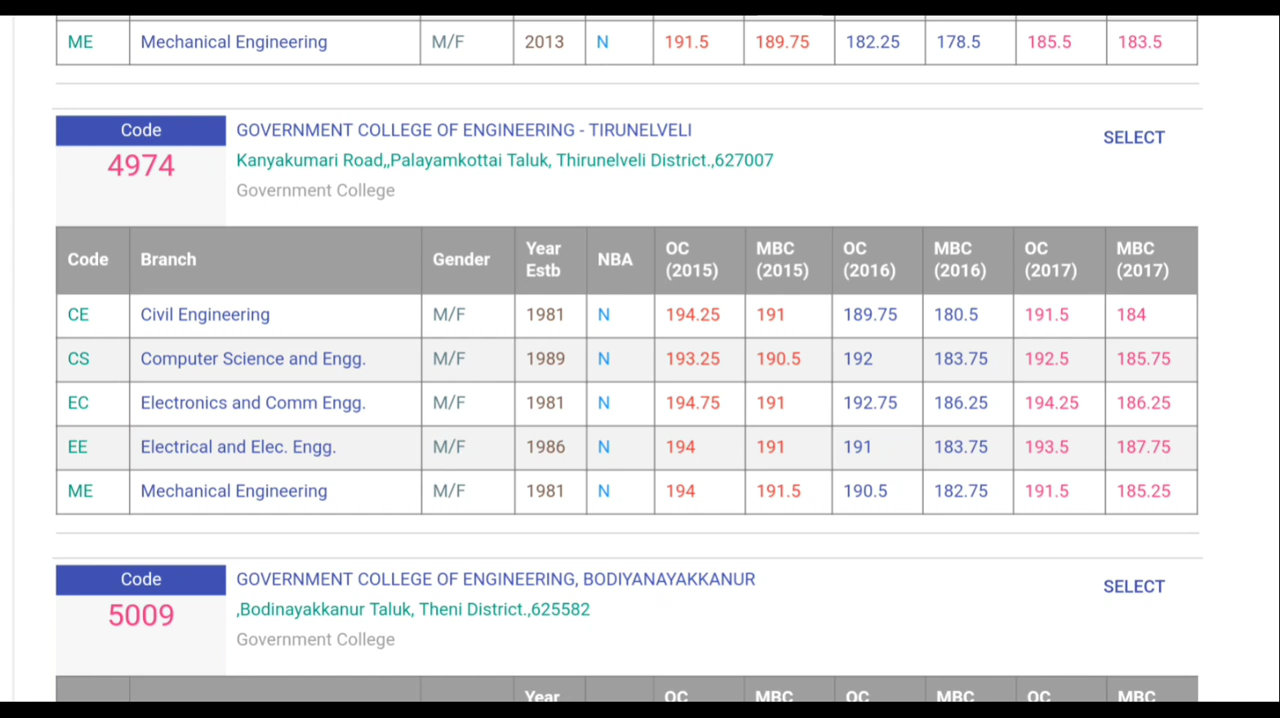 ME Mechanical Engineering M/F 2013 N 191.5 189.75 182.25 178.5 185.5 183.5
Code GOVERNMENT COLLEGE OF ENGINEERING - TIRUNELVELI SELECT
4974 Kanyakumari Road,,Palayamkottai Taluk, Thirunelveli District.,627007
Government College
Code Branch Gender Year Estb NBA OC (2015) MBC (2015) OC (2016) MBC (2016) OC (2017) MBC (2017)
CE Civil Engineering M/F 1981 N 194.25 191 189.75 180.5 191.5 184
CS Computer Science and Engg. M/F 1989 N 193.25 190.5 192 183.75 192.5 185.75
EC Electronics and Comm Engg. M/F 1981 N 194.75 191 192.75 186.25 194.25 186.25
EE Electrical and Elec. Engg. M/F 1986 N 194 191 191 183.75 193.5 187.75
ME Mechanical Engineering M/F 1981 N 194 191.5 190.5 182.75 191.5 185.25
Code GOVERNMENT COLLEGE OF ENGINEERING, BODIYANAYAKKANUR SELECT
5009 ,Bodinayakkanur Taluk, Theni District.,625582
Government College
Year OC MBC OC MBC OC MBC